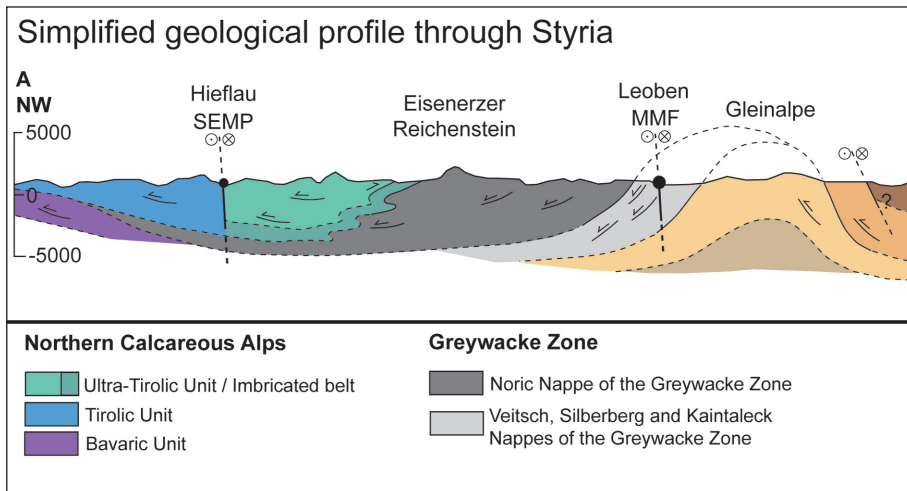 Simplified geological profile through Styria
A
NW
Hieflau
SEMP
Eisenerzer
Reichenstein
Leoben
MMF
Gleinalpe
5000
0
-5000
?
Northern Calcareous Alps
Ultra-Tirolic Unit / Imbricated belt
Tirolic Unit
Bavaric Unit
Greywacke Zone
Noric Nappe of the Greywacke Zone
Veitsch, Silberberg and Kaintaleck
Nappes of the Greywacke Zone